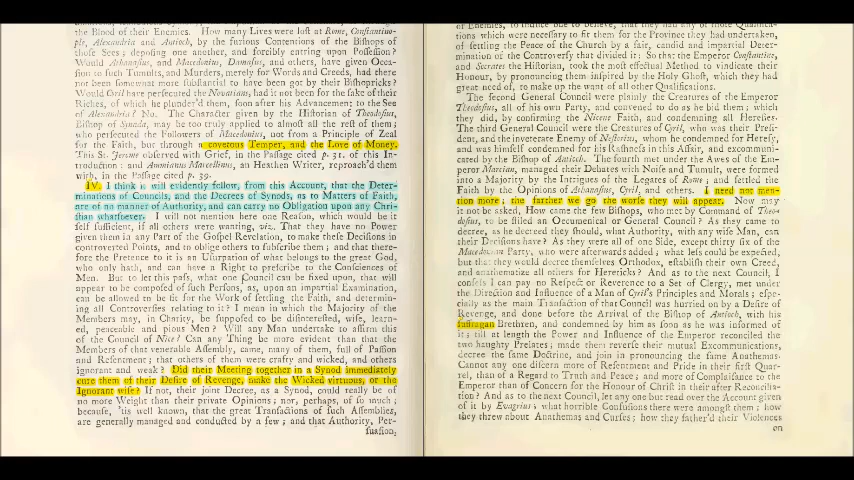 the Blood of their Enemies. How many Lives were lost at Rome, Constantino-
ple, Alexandria and Antioch, by the furious Contentions of the Bishops of
those Sees; deposing one another, and forcibly entring upon Possession?
Would Athanasius, and Macedonius, Damasus, and others, have given Occa-
sion to such Tumults, and Murders, merely for Words and Creeds, had there
not been somewhat more substantial to have been got by their Bishopricks?
Would Cyril have persecuted the Novatians, had it not been for the sake of their
Riches, of which he plunder'd them, soon after his Advancement to the See
of Alexandria? No. The Character given by the Historian of Theodosius,
Bishop of Synada, may be too truly applied to almost all the rest of them;
who persecuted the Followers of Macedonius, not from a Principle of Zeal
for the Faith, but through a covetous Temper, and the Love of Money.
This St. Jerome observed with Grief, in the Passage cited p. 31. of this In-
troduction: and Ammianus Marcellinus, an Heathen Writer, reproach'd them
with, in the Passage cited p. 39.
IV. I think it will evidently follow, from this Account, that the Deter-
minations of Councils, and the Decrees of Synods, as to Matters of Faith,
are of no manner of Authority, and can carry no Obligation upon any Chri-
stian whatsoever. I will not mention here one Reason, which would be it
self sufficient, if all others were wanting, viz. That they have no Power
given them in any Part of the Gospel Revelation, to make these Decisions in
controverted Points, and to oblige others to subscribe them; and that there-
fore the Pretence to it is an Usurpation of what belongs to the great God,
who only hath, and can have a Right to prescribe to the Consciences of
Men. But to let this pass, what one Council can be fixed upon, that will
appear to be composed of such Persons, as, upon an impartial Examination,
can be allowed to be fit for the Work of settling the Faith, and determin-
ing all Controversies relating to it? I mean in which the Majority of the
Members may, in Charity, be supposed to be disinterested, wise, learn-
ed, peaceable and pious Men? Will any Man undertake to affirm this
of the Council of Nice? Can any Thing be more evident than that the
Members of that venerable Assembly, came, many of them, full of Passion
and Resentment; that others of them were crafty and wicked, and others
ignorant and weak? Did their Meeting together in a Synod immediately
cure them of their Desire of Revenge, make the Wicked virtuous, or the
Ignorant wise? If not, their joint Decree, as a Synod, could really be of
no more Weight than their private Opinions; nor, perhaps, of so much;
because, 'tis well known, that the great Transactions of such Assemblies,
are generally managed and conducted by a few; and that Authority, Per-
suasion,
tions which were necessary to fit them for the Province they had undertaken,
of settling the Peace of the Church by a fair, candid and impartial Deter-
mination of the Controversy that divided it: So that the Emperor Constantine,
and Socrates the Historian, took the most effectual Method to vindicate their
Honour, by pronouncing them inspired by the Holy Ghost, which they had
great need of, to make up the want of all other Qualifications.
The second General Council were plainly the Creatures of the Emperor
Theodosius, all of his own Party, and convened to do as he bid them; which
they did, by confirming the Nicene Faith, and condemning all Heresies.
The third General Council were the Creatures of Cyril, who was their Presi-
dent, and the inveterate Enemy of Nestorius, whom he condemned for Heresy,
and was himself condemned for his Rashness in this Affair, and excommuni-
cated by the Bishop of Antioch. The fourth met under the Awes of the Em-
peror Martian, managed their Debates with Noise and Tumult, were formed
into a Majority by the Intrigues of the Legates of Rome; and settled the
Faith by the Opinions of Athanasius, Cyril, and others. I need not men-
tion more; the farther we go the worse they will appear. Now may
it not be asked, How came the few Bishops, who met by Command of Theo-
dosius, to be stiled an Oecumenical or General Council? As they came to
decree, as he decreed they should, what Authority, with any wise Man, can
their Decisions have? As they were all of one Side, except thirty six of the
Macedonian Party, who were afterwards added; what less could be expected,
but that they would decree themselves Orthodox, establish their own Creed,
and anathematize all others for Hereticks? And as to the next Council, I
confess I can pay no Respect or Reverence to a Set of Clergy, met under
the Direction and Influence of a Man of Cyril's Principles and Morals; espe-
cially as the main Transaction of that Council was hurried on by a Desire of
Revenge, and done before the Arrival of the Bishop of Antioch, with his
suffragan Brethren, and condemned by him as soon as he was informed of
it; till at length the Power and Influence of the Emperor reconciled the
two haughty Prelates; made them reverse their mutual Excommunications,
decree the same Doctrine, and join in pronouncing the same Anathemas.
Cannot any one discern more of Resentment and Pride in their first Quar-
rel, than of a Regard to Truth and Peace; and more of Complaisance to the
Emperor than of Concern for the Honour of Christ in their after Reconcilia-
tion? And as to the next Council, let any one but read over the Account given
of it by Evagrius; what horrible Confusions there were amongst them; how
they threw about Anathemas and Curses; how they father'd their Violences
on